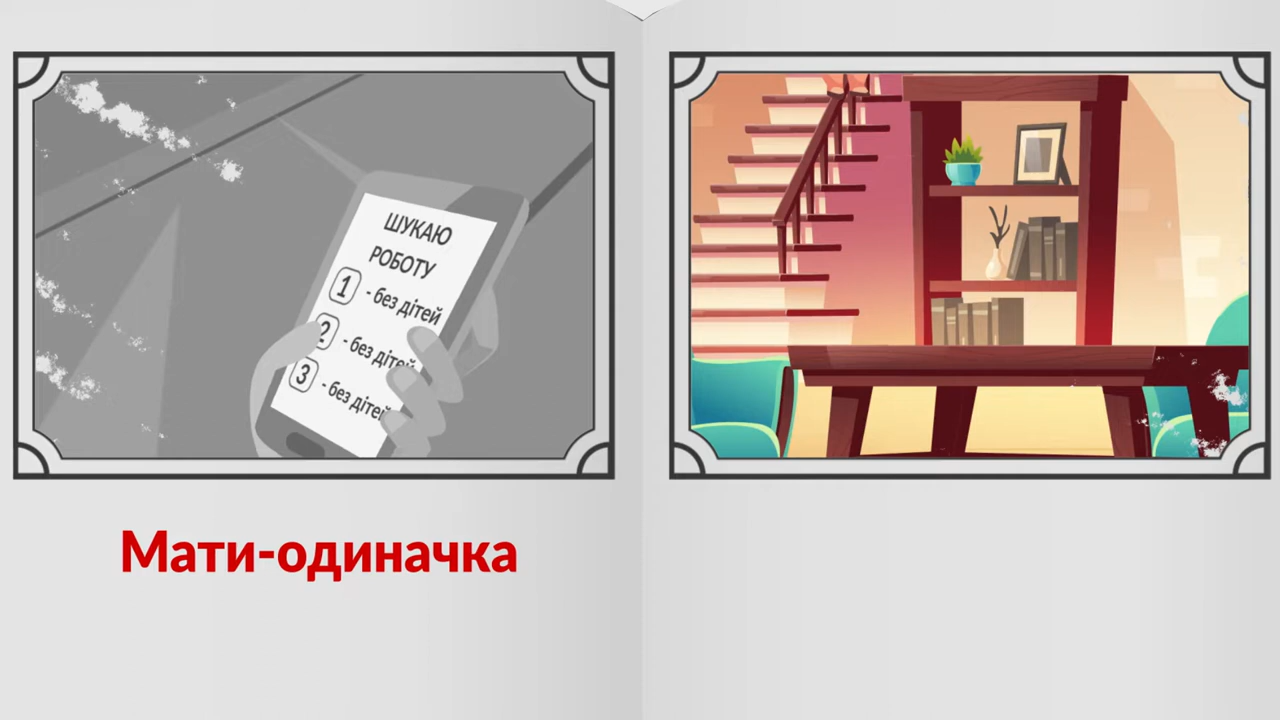 ШУКАЮ
РОБОТУ
1 - без дітей
2 - без дітей
3 - без дітей
Мати-одиначка